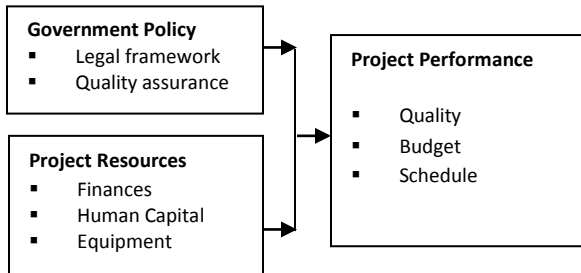 Government Policy
▪ Legal framework
▪ Quality assurance
Project Resources
▪ Finances
▪ Human Capital
▪ Equipment
Project Performance
▪ Quality
▪ Budget
▪ Schedule